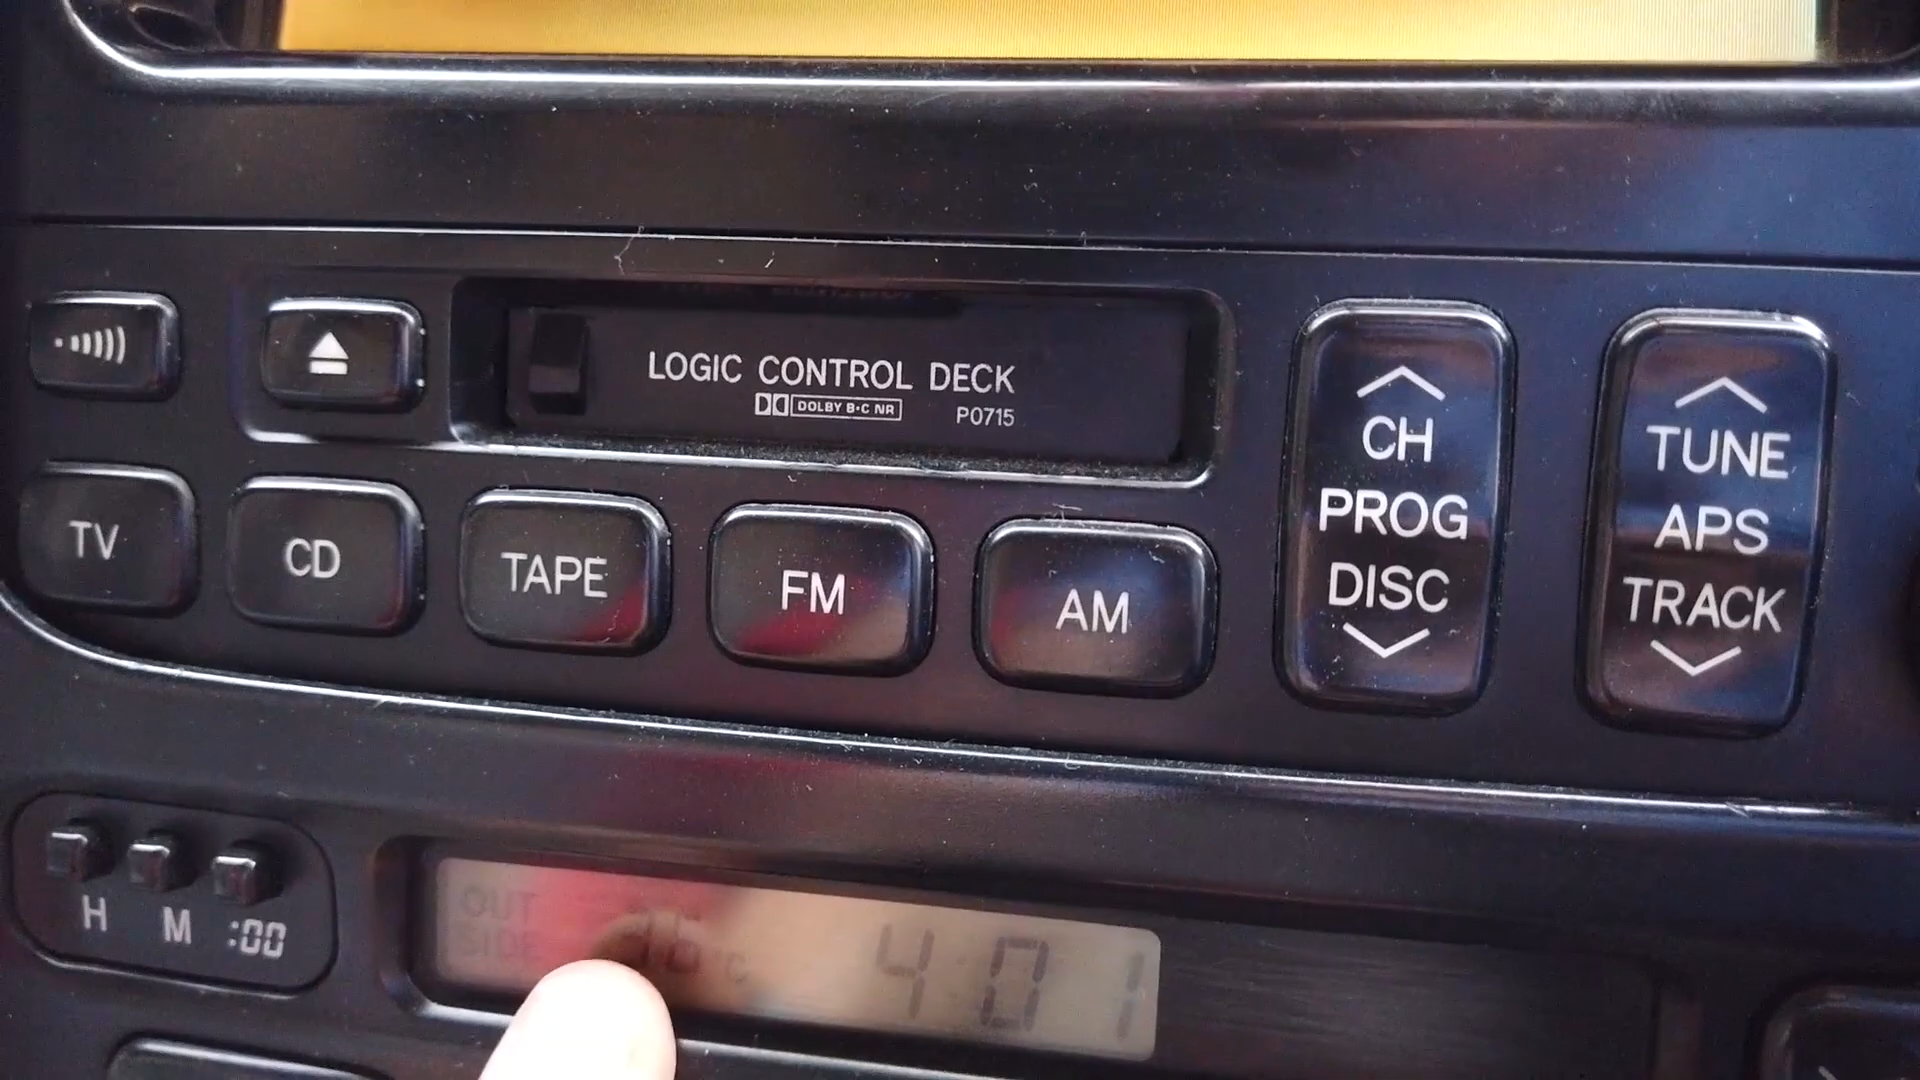 LOGIC CONTROL DECK
DOLBY B·C NR
P0715
TV
CD
TAPE
FM
AM
CH
PROG
DISC
TUNE
APS
TRACK
H M :00
OUT
SIDE
°C
4:01